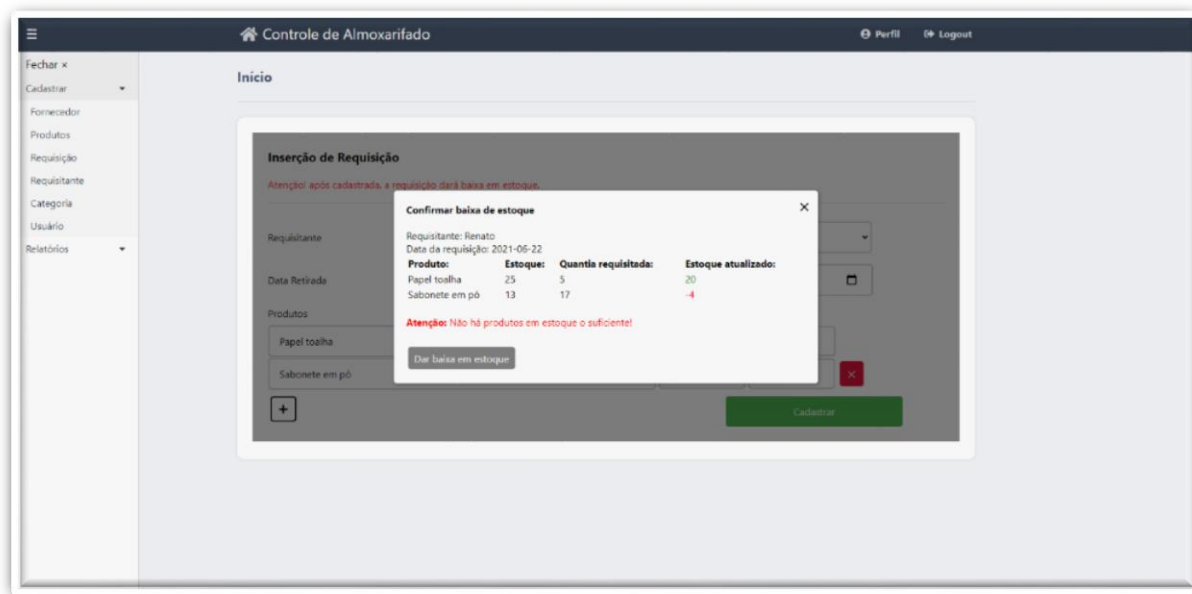 ☰ Controle de Almoxarifado Perfil Logout
Fechar ×
Cadastrar
Fornecedor
Produtos
Requisição
Requisitante
Categoria
Usuário
Relatórios
Início
Inserção de Requisição
Atenção! após cadastrada, a requisição dará baixa em estoque.
Requisitante
Data Retirada
Produtos
Papel toalha
Sabonete em pó ×
+ Cadastrar
Confirmar baixa de estoque ×
Requisitante: Renato
Data da requisição: 2021-06-22
Produto: Estoque: Quantia requisitada: Estoque atualizado:
Papel toalha 25 5 20
Sabonete em pó 13 17 -4
Atenção: Não há produtos em estoque o suficiente!
Dar baixa em estoque